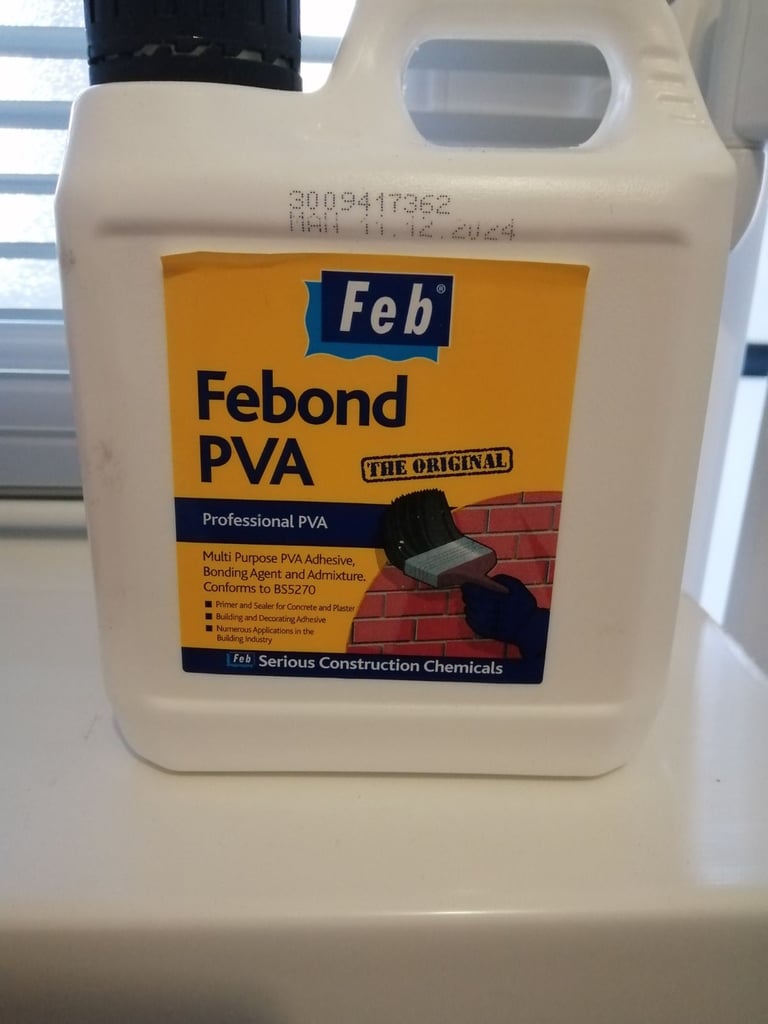 3009417362
MAN 11.12.2024
Feb®
Febond
PVA
THE ORIGINAL
Professional PVA
Multi Purpose PVA Adhesive,
Bonding Agent and Admixture.
Conforms to BS5270
■ Primer and Sealer for Concrete and Plaster
■ Building and Decorating Adhesive
■ Numerous Applications in the
Building Industry
Feb Serious Construction Chemicals